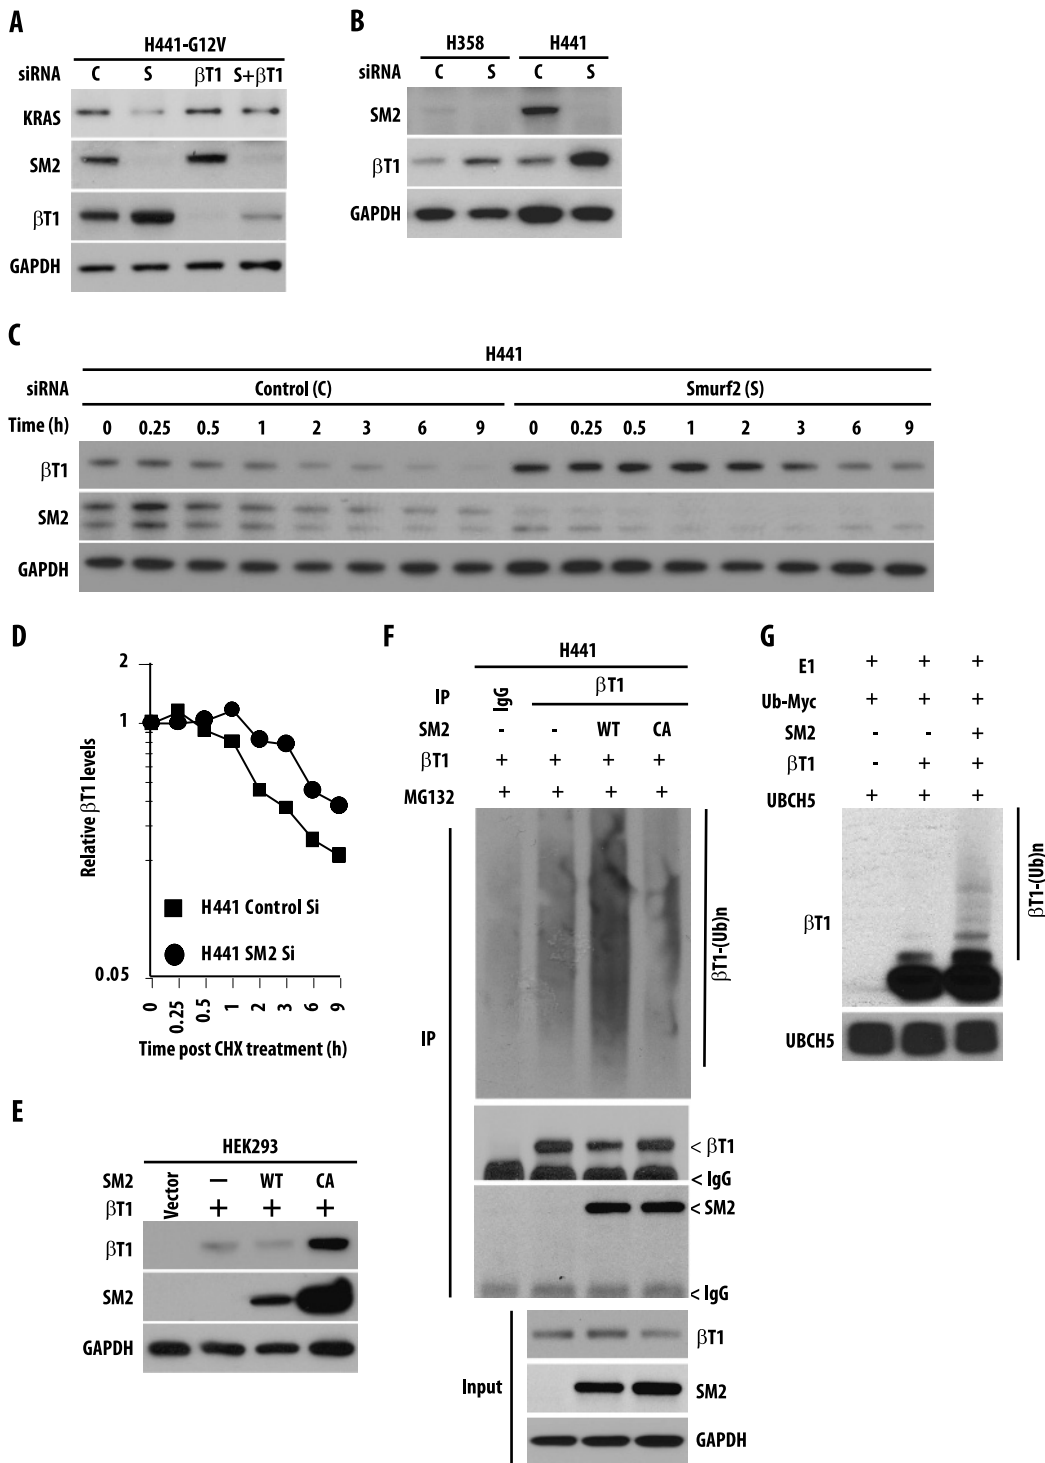 A
H441-G12V
siRNA C S βT1 S+βT1
KRAS
SM2
βT1
GAPDH
B
H358 H441
siRNA C S C S
SM2
βT1
GAPDH
C
H441
siRNA Control (C) Smurf2 (S)
Time (h) 0 0.25 0.5 1 2 3 6 9 0 0.25 0.5 1 2 3 6 9
βT1
SM2
GAPDH
D
2
1
0.05
Relative βT1 levels
H441 Control Si
H441 SM2 Si
0 0.25 0.5 1 2 3 6 9
Time post CHX treatment (h)
E
HEK293
SM2 Vector – WT CA
βT1 + + +
βT1
SM2
GAPDH
F
H441
IP IgG βT1
SM2 - - WT CA
βT1 + + + +
MG132 + + + +
βT1-(Ub)n
IP
< βT1
< IgG
< SM2
< IgG
Input
βT1
SM2
GAPDH
G
E1 + + +
Ub-Myc + + +
SM2 - - +
βT1 - + +
UBCH5 + + +
βT1
βT1-(Ub)n
UBCH5